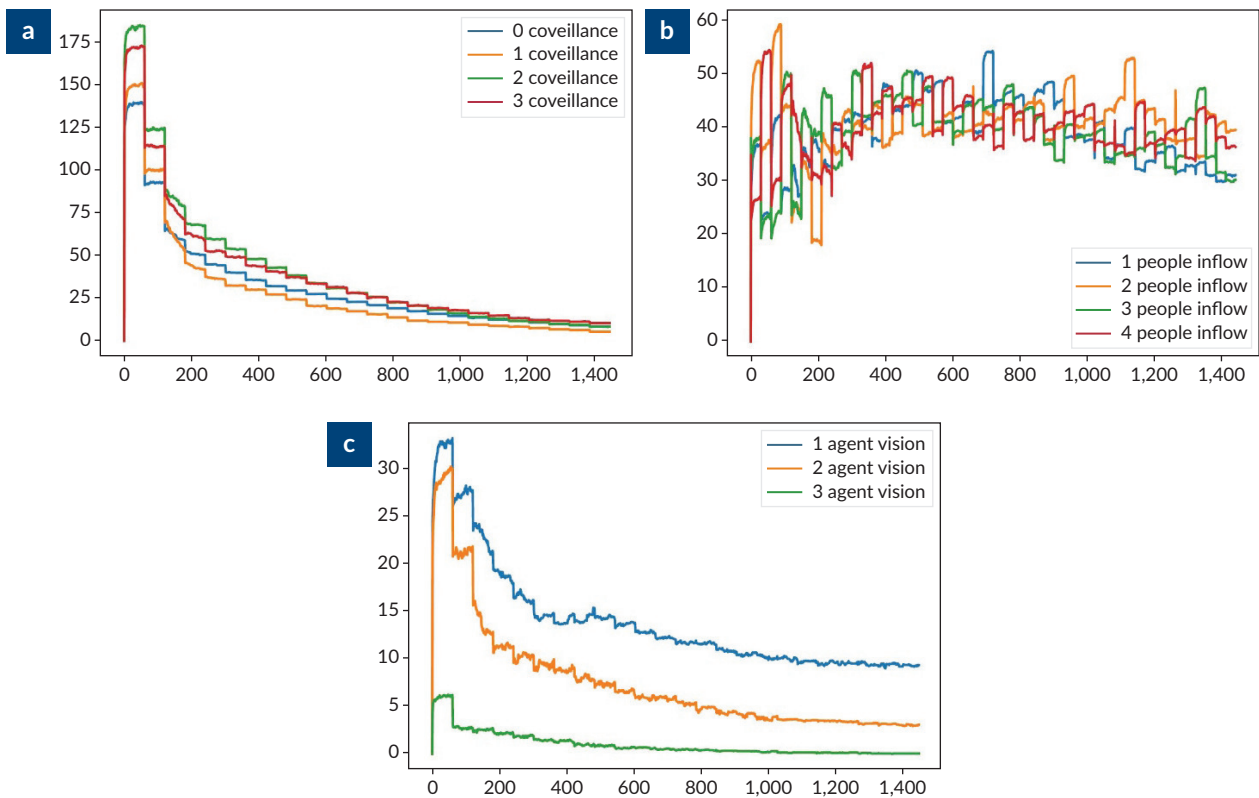 a
0 coveillance
1 coveillance
2 coveillance
3 coveillance
175
150
125
100
75
50
25
0
0 200 400 600 800 1,000 1,200 1,400
b
60
50
40
30
20
10
0
1 people inflow
2 people inflow
3 people inflow
4 people inflow
0 200 400 600 800 1,000 1,200 1,400
c
1 agent vision
2 agent vision
3 agent vision
30
25
20
15
10
5
0
0 200 400 600 800 1,000 1,200 1,400